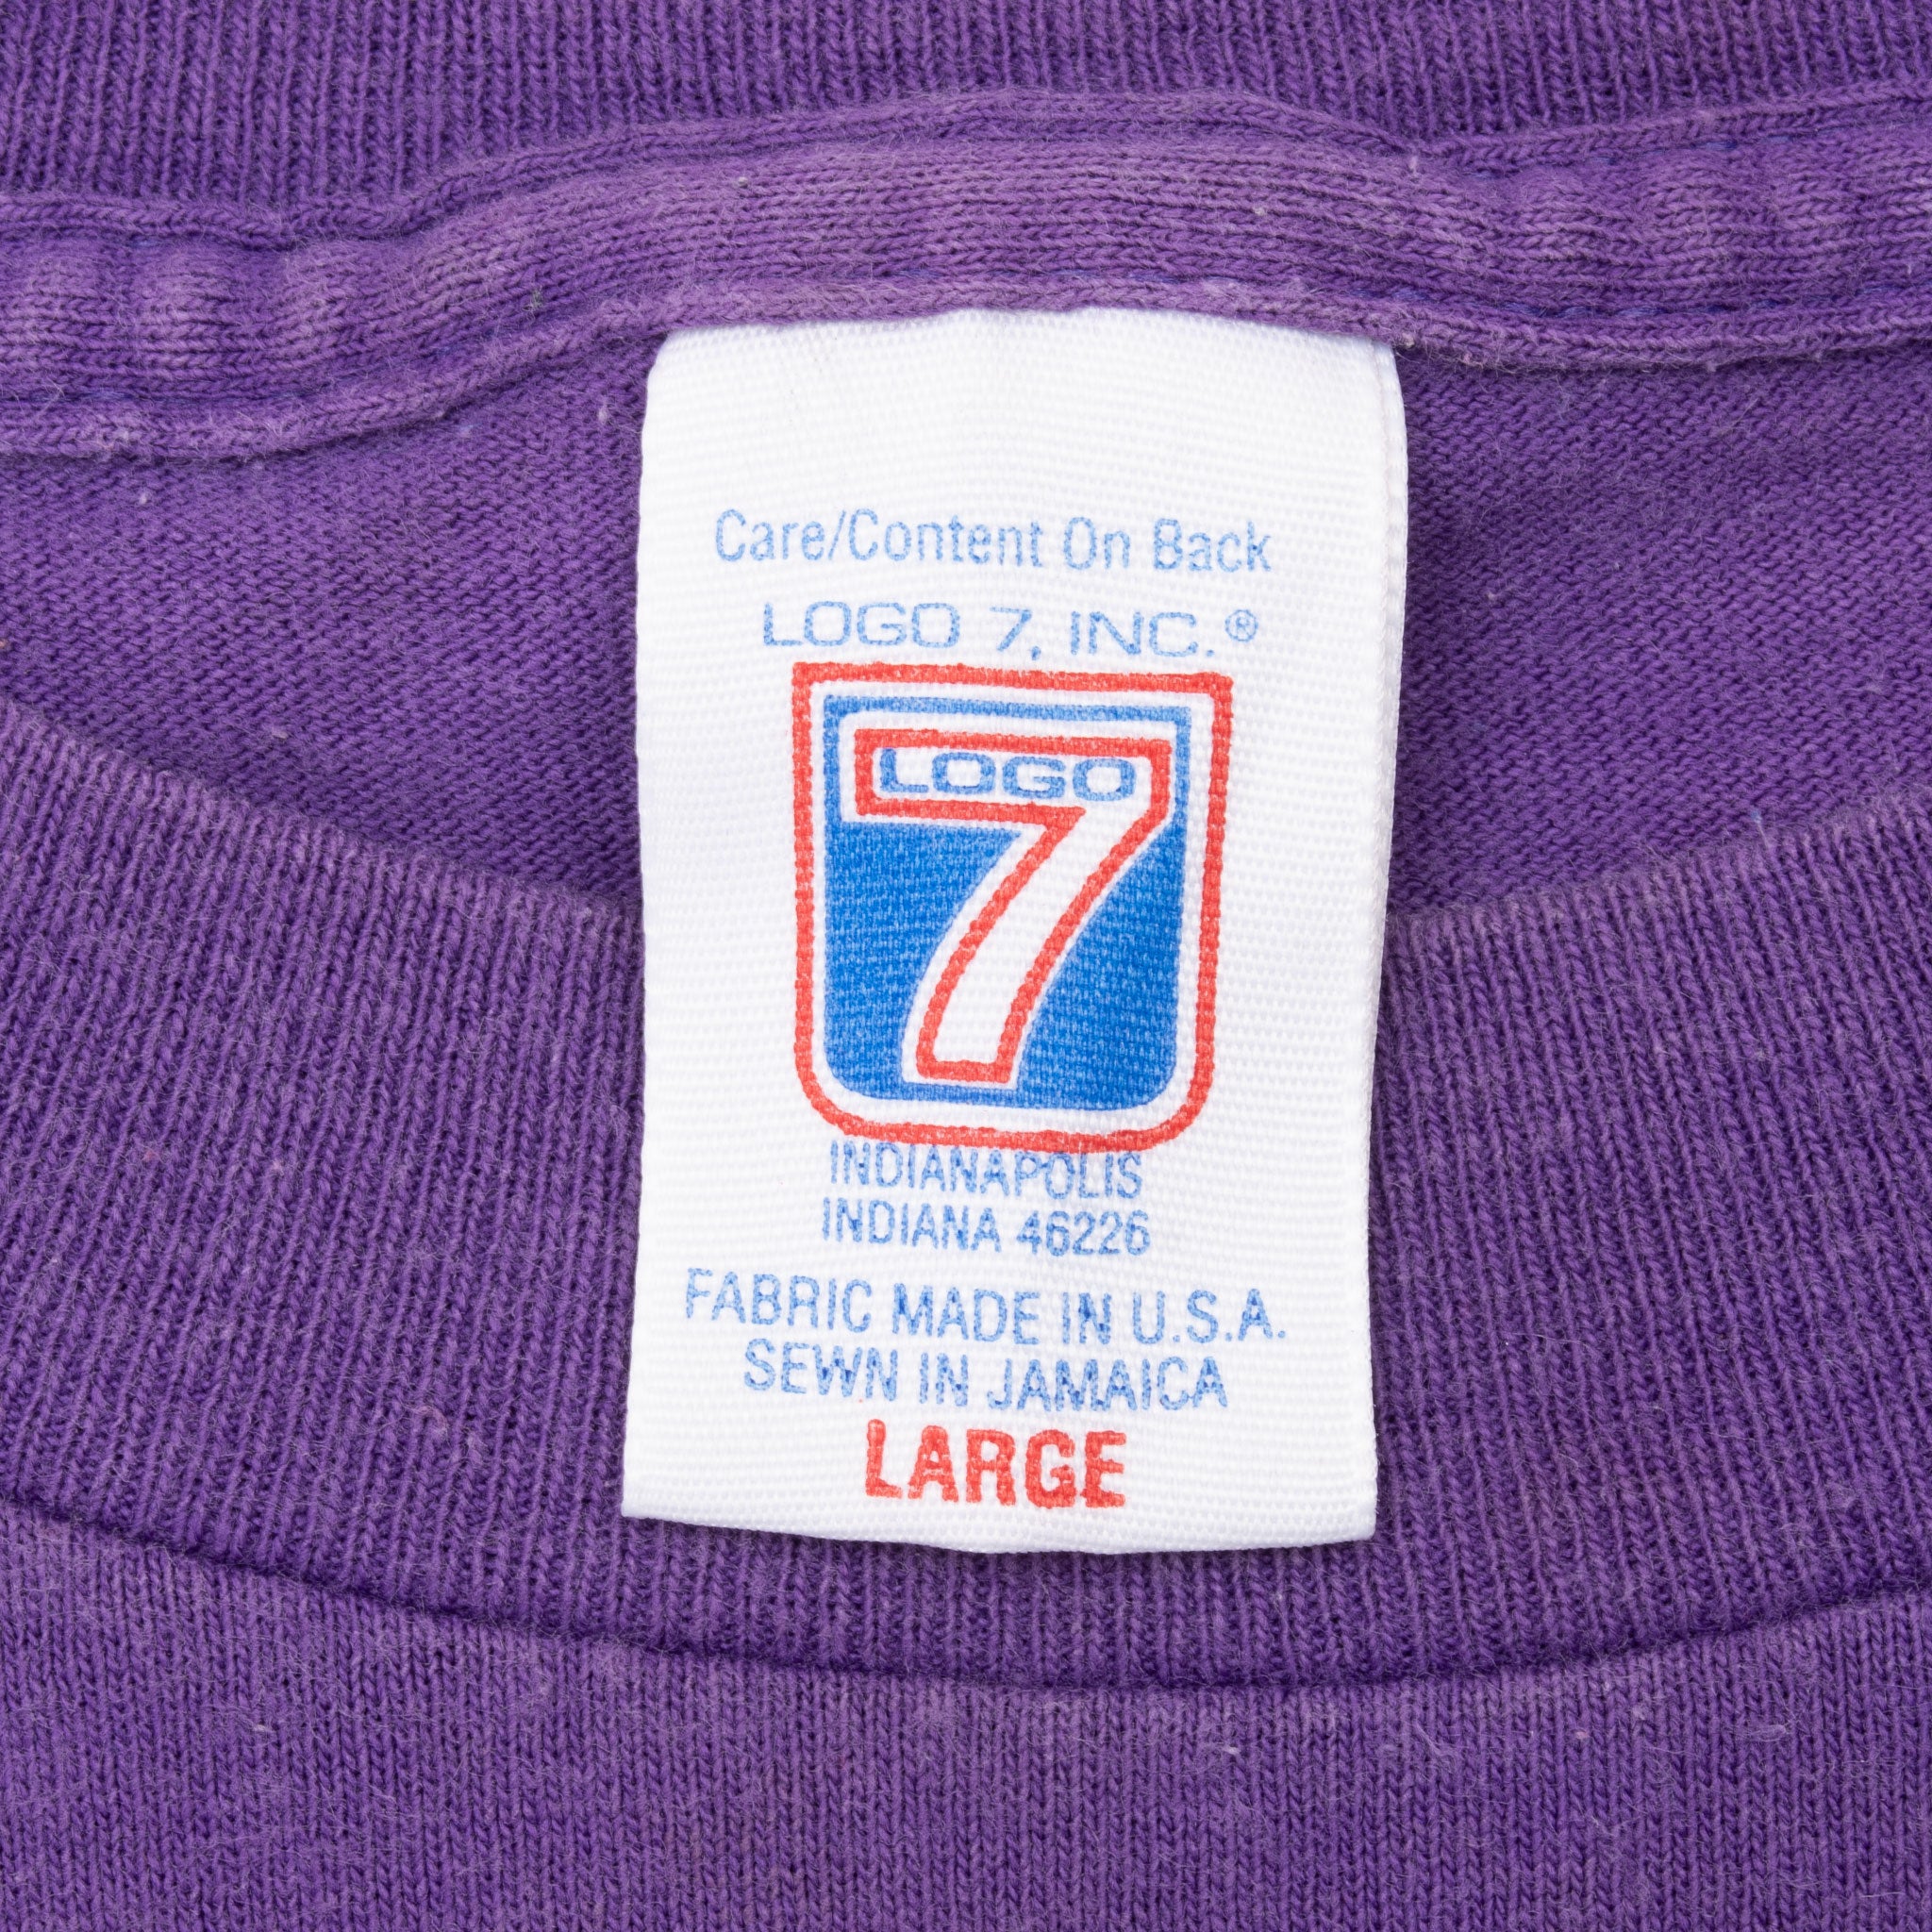 Care/Content On Back
LOGO 7, INC.®
LOGO
7
INDIANAPOLIS
INDIANA 46226
FABRIC MADE IN U.S.A.
SEWN IN JAMAICA
LARGE